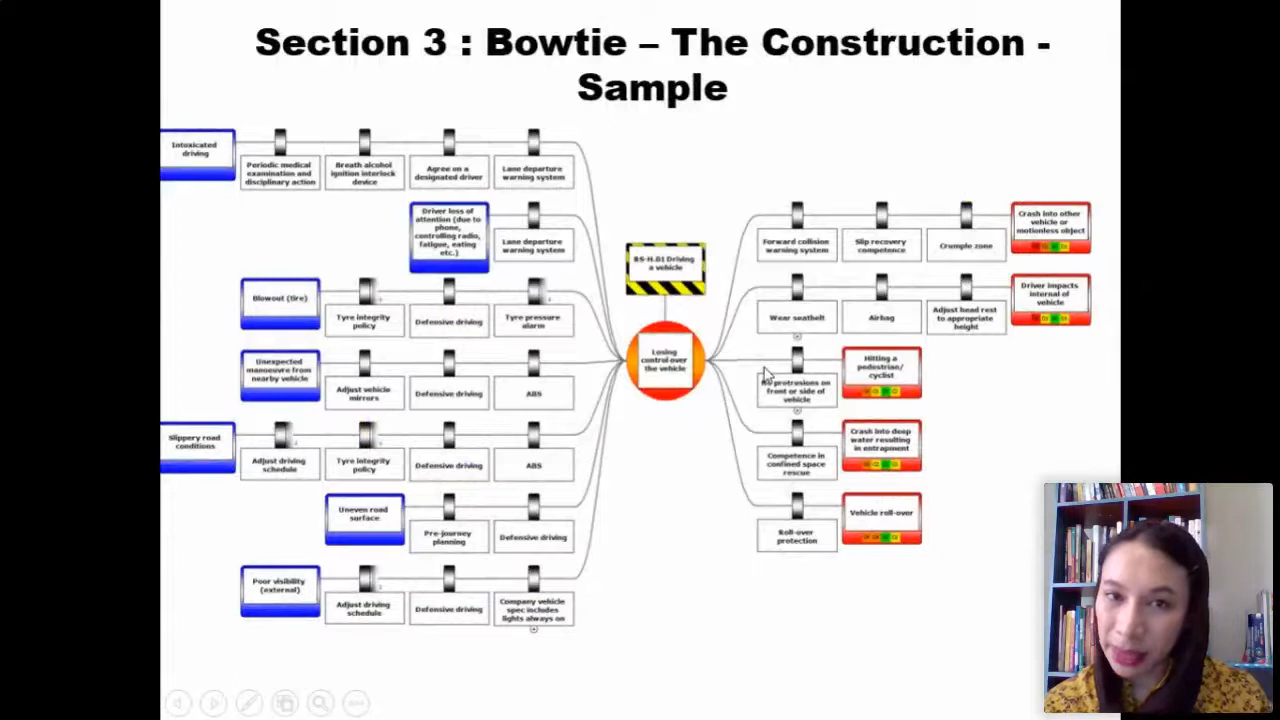 Section 3 : Bowtie – The Construction -
Sample
Intoxicated
driving
Periodic medical
examination and
disciplinary action
Breath alcohol
ignition interlock
device
Agree on a
designated driver
Lane departure
warning system
Driver loss of
attention (due to
phone,
controlling radio,
fatigue, eating
etc.)
Lane departure
warning system
Blowout (tire)
Tyre integrity
policy
Defensive driving
Tyre pressure
alarm
Unexpected
manoeuvre from
nearby vehicle
Adjust vehicle
mirrors
Defensive driving
ABS
Slippery road
conditions
Adjust driving
schedule
Tyre integrity
policy
Defensive driving
ABS
Uneven road
surface
Pre-journey
planning
Defensive driving
Poor visibility
(external)
Adjust driving
schedule
Defensive driving
Company vehicle
spec includes
lights always on
RS-H.01 Driving
a vehicle
Losing
control over
the vehicle
Forward collision
warning system
Slip recovery
competence
Crumple zone
Crash into other
vehicle or
motionless object
Wear seatbelt
Airbag
Adjust head rest
to appropriate
height
Driver impacts
internal of
vehicle
protrusions on
front or side of
vehicle
Hitting a
pedestrian/
cyclist
Competence in
confined space
rescue
Crash into deep
water resulting
in entrapment
Roll-over
protection
Vehicle roll-over